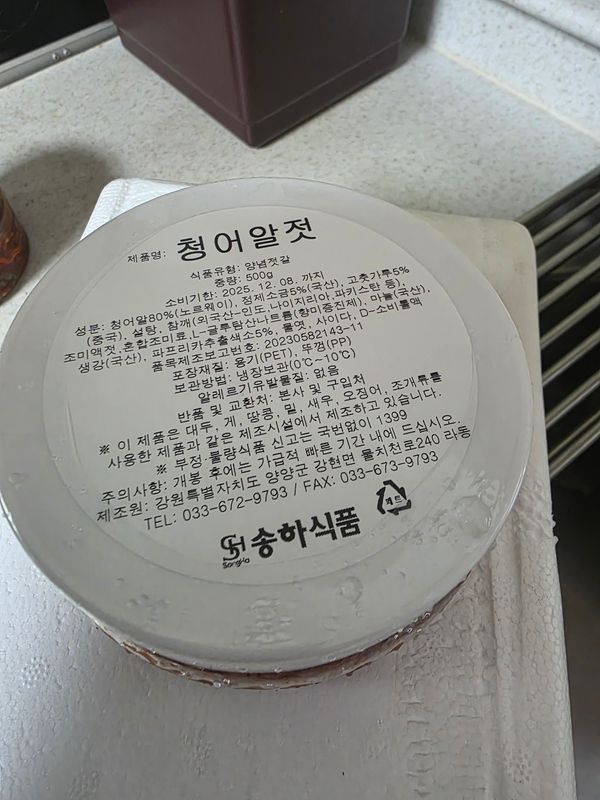 제품명: 청어알젓
식품유형: 양념젓갈
중량: 500g
소비기한: 2025. 12. 08. 까지
성분: 청어알80%(노르웨이), 정제소금5%(국산), 고춧가루5%
(중국), 설탕, 참깨(외국산-인도,나이지리아,파키스탄 등),
조미액젓,혼합조미료,L-글루탐산나트륨(향미증진제), 마늘(국산),
생강(국산), 파프리카추출색소5%, 물엿, 사이다, D-소비톨액
품목제조보고번호: 20230582143-11
포장재질: 용기(PET), 뚜껑(PP)
보관방법: 냉장보관(0℃~10℃)
알레르기유발물질: 없음
반품 및 교환처: 본사 및 구입처
※ 이 제품은 대두, 게, 땅콩, 밀, 새우, 오징어, 조개류를
사용한 제품과 같은 제조시설에서 제조하고 있습니다.
※ 부정·불량식품 신고는 국번없이 1399
주의사항: 개봉 후에는 가급적 빠른 기간 내에 드십시오.
제조원: 강원특별자치도 양양군 강현면 물치천로240 라동
TEL: 033-672-9793 / FAX: 033-673-9793
SH 송하식품
Songha
페트